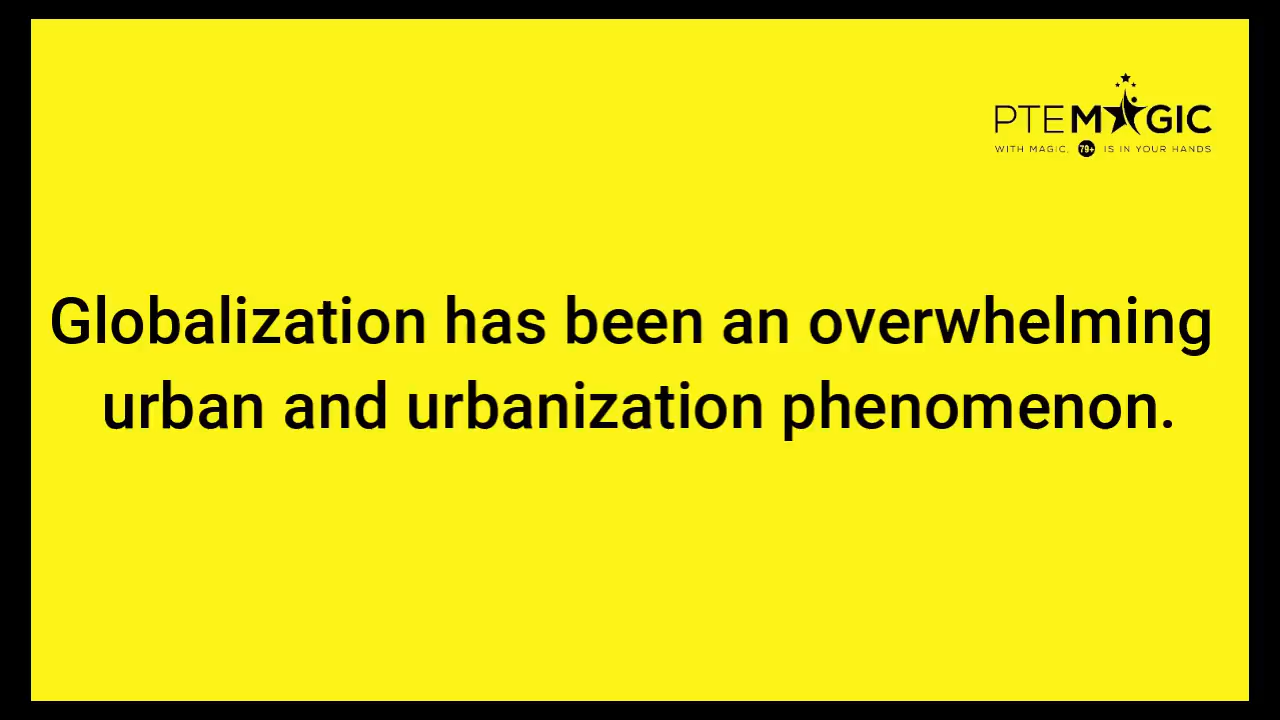 PTEMAGIC
WITH MAGIC, 79+ IS IN YOUR HANDS
Globalization has been an overwhelming
urban and urbanization phenomenon.